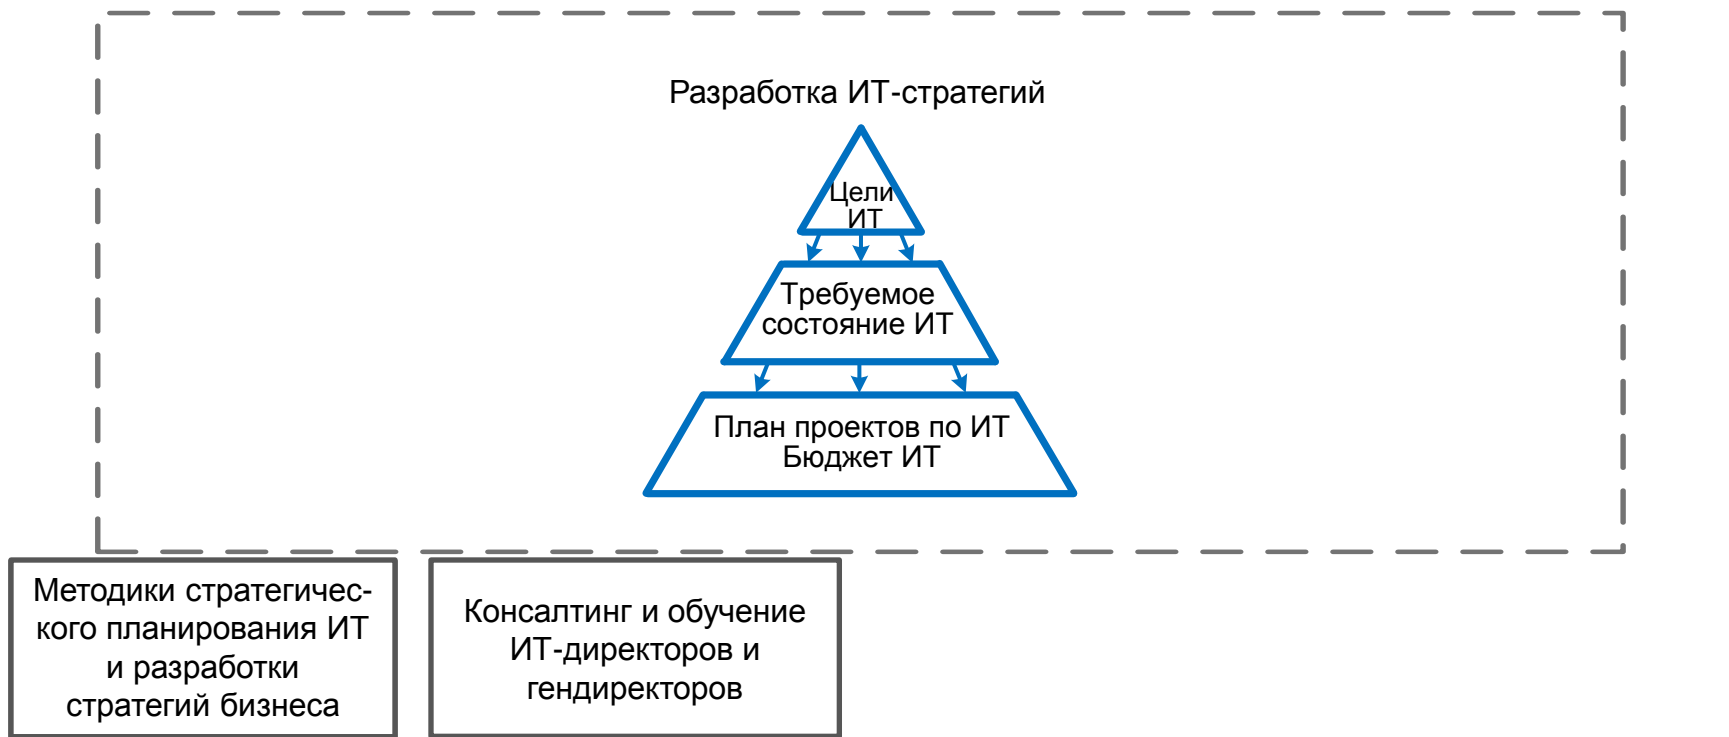 Разработка ИТ-стратегий
Цели
ИТ
Требуемое
состояние ИТ
План проектов по ИТ
Бюджет ИТ
Методики стратегичес-
кого планирования ИТ
и разработки
стратегий бизнеса
Консалтинг и обучение
ИТ-директоров и
гендиректоров